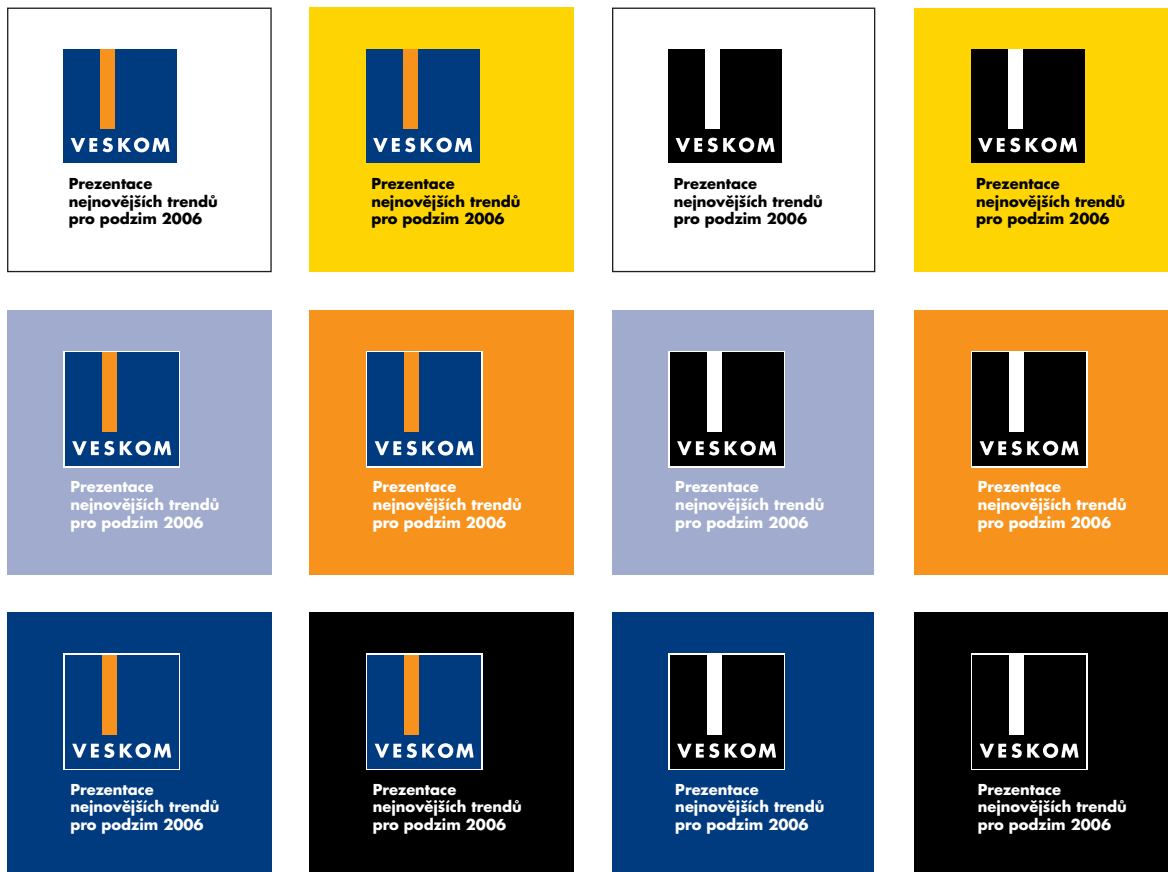 VESKOM
Prezentace
nejnovějších trendů
pro podzim 2006
VESKOM
Prezentace
nejnovějších trendů
pro podzim 2006
VESKOM
Prezentace
nejnovějších trendů
pro podzim 2006
VESKOM
Prezentace
nejnovějších trendů
pro podzim 2006
VESKOM
Prezentace
nejnovějších trendů
pro podzim 2006
VESKOM
Prezentace
nejnovějších trendů
pro podzim 2006
VESKOM
Prezentace
nejnovějších trendů
pro podzim 2006
VESKOM
Prezentace
nejnovějších trendů
pro podzim 2006
VESKOM
Prezentace
nejnovějších trendů
pro podzim 2006
VESKOM
Prezentace
nejnovějších trendů
pro podzim 2006
VESKOM
Prezentace
nejnovějších trendů
pro podzim 2006
VESKOM
Prezentace
nejnovějších trendů
pro podzim 2006